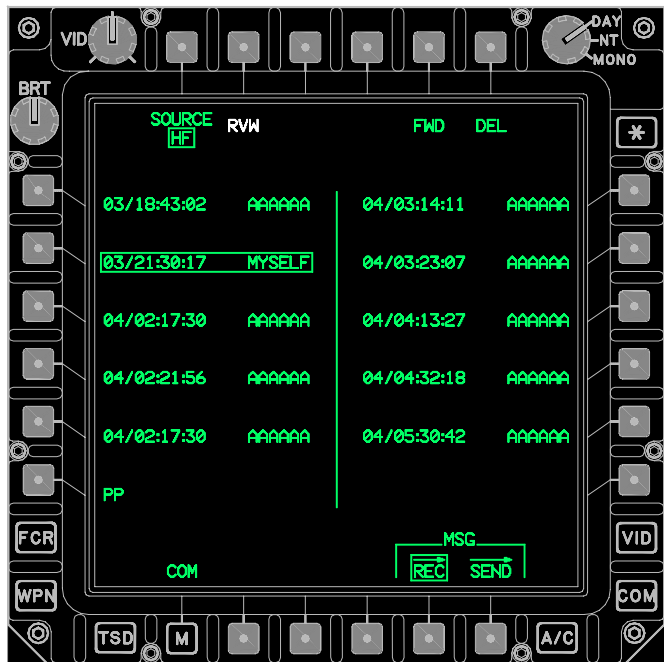 VID
DAY
NT
MONO
BRT
SOURCE
HF
RVW
FWD
DEL
*
03/18:43:02 AAAAAA
04/03:14:11 AAAAAA
03/21:30:17 MYSELF
04/03:23:07 AAAAAA
04/02:17:30 AAAAAA
04/04:13:27 AAAAAA
04/02:21:56 AAAAAA
04/04:32:18 AAAAAA
04/02:17:30 AAAAAA
04/05:30:42 AAAAAA
PP
FCR
MSG
VID
COM
REC
SEND
WPN
COM
TSD
M
A/C